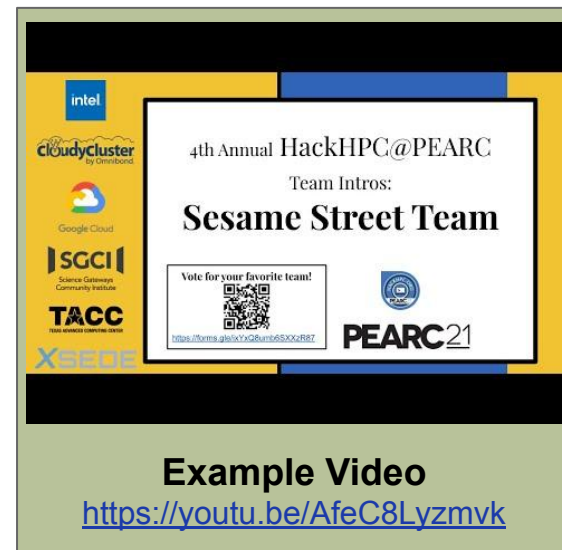 intel
CloudyCluster
by Omnibond
Google Cloud
SGCI
Science Gateways
Community Institute
TACC
TEXAS ADVANCED COMPUTING CENTER
XSEDE
4th Annual HackHPC@PEARC
Team Intros:
Sesame Street Team
Vote for your favorite team!
https://forms.gle/ixYxQ8umb6SXXzR87
PEARC
PEARC21
Example Video
https://youtu.be/AfeC8Lyzmvk